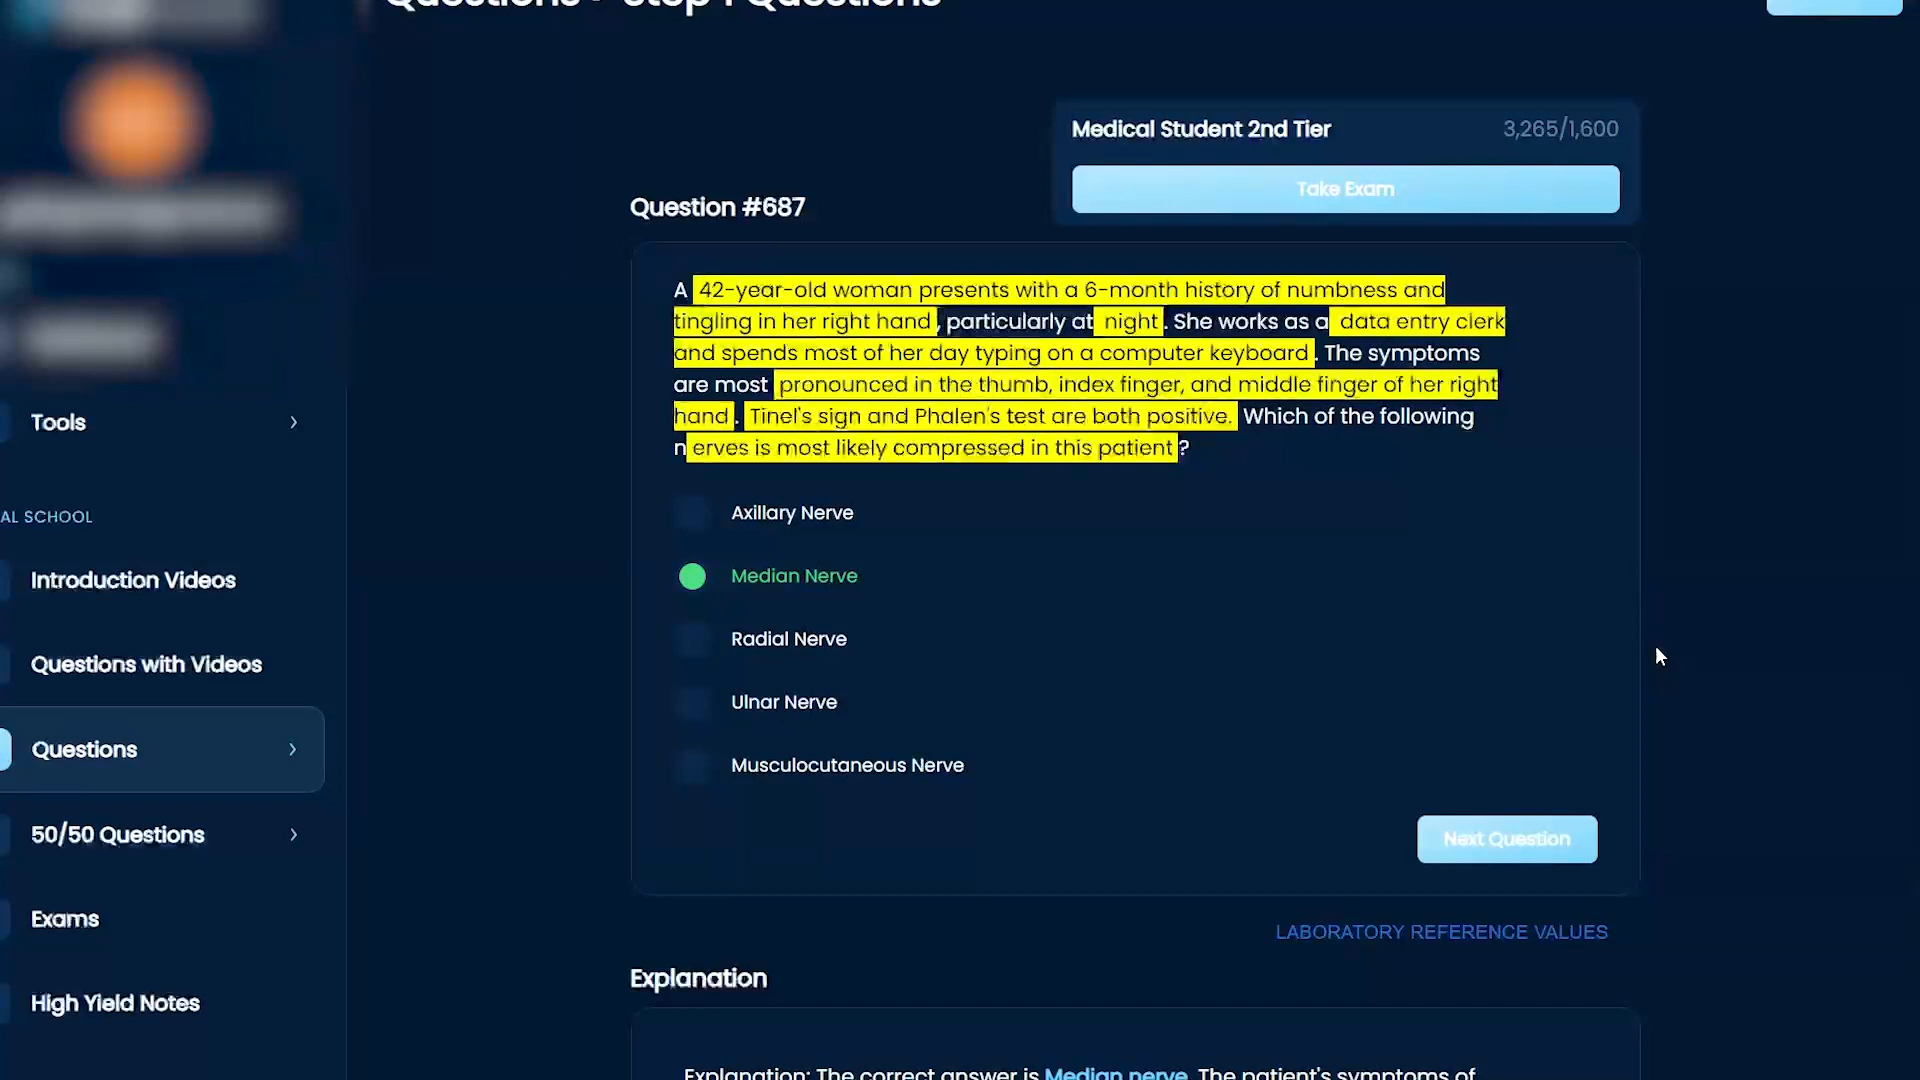 Questions > Step 1 Questions
Medical Student 2nd Tier
3,265/1,600
Take Exam
Question #687
A 42-year-old woman presents with a 6-month history of numbness and
tingling in her right hand, particularly at night. She works as a data entry clerk
and spends most of her day typing on a computer keyboard. The symptoms
are most pronounced in the thumb, index finger, and middle finger of her right
hand. Tinel's sign and Phalen's test are both positive. Which of the following
nerves is most likely compressed in this patient?
Axillary Nerve
Median Nerve
Radial Nerve
Ulnar Nerve
Musculocutaneous Nerve
Next Question
LABORATORY REFERENCE VALUES
Explanation
Explanation: The correct answer is Median nerve. The patient's symptoms of
Tools
AL SCHOOL
Introduction Videos
Questions with Videos
Questions
50/50 Questions
Exams
High Yield Notes